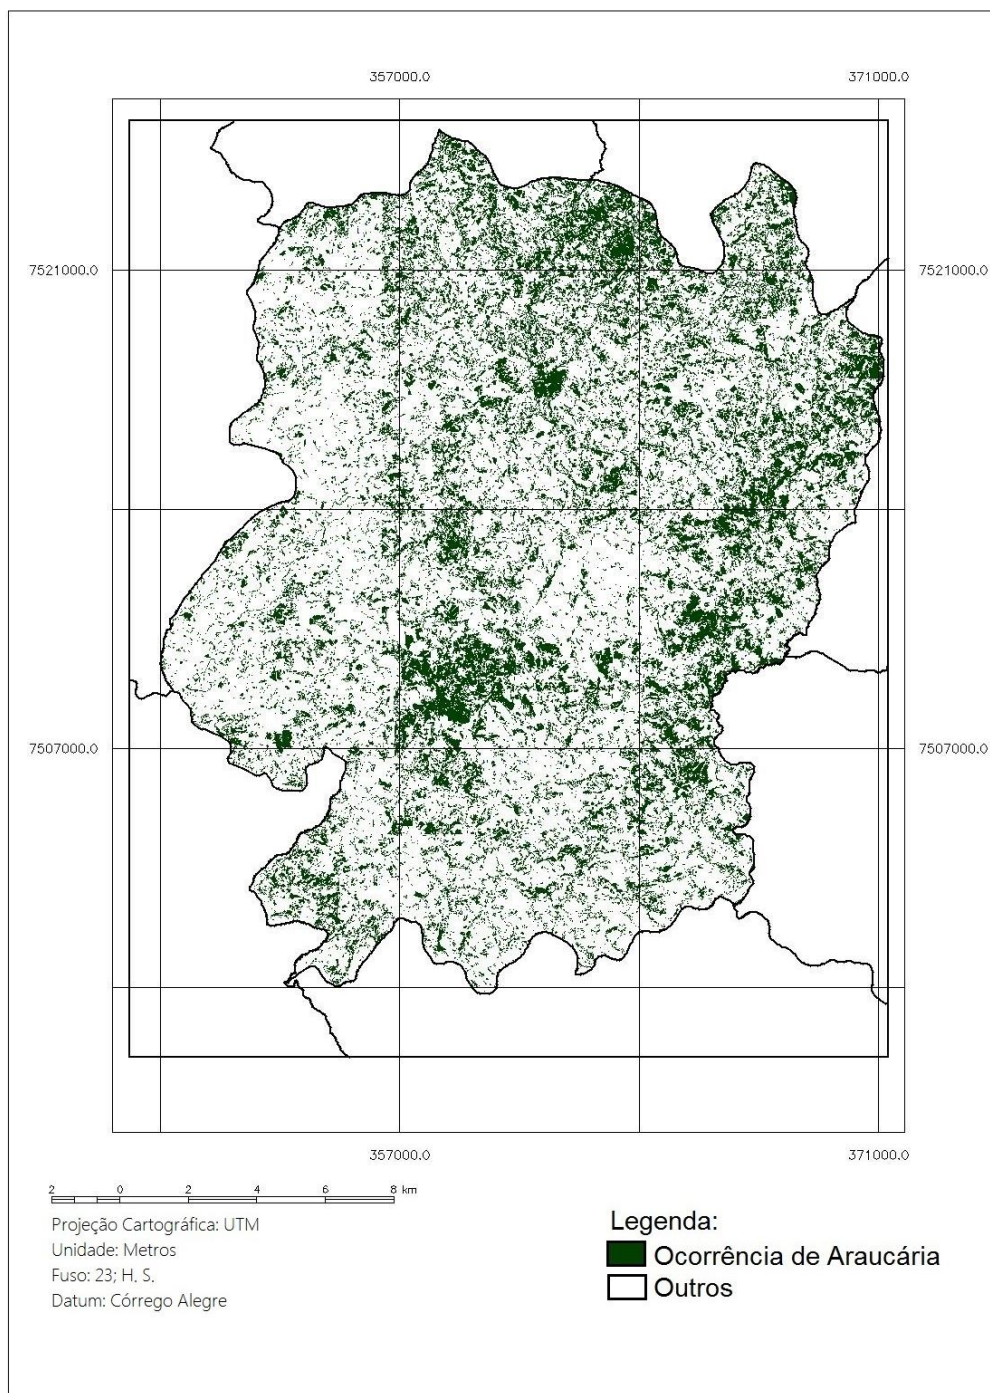 357000.0 371000.0
7521000.0 7521000.0
7507000.0 7507000.0
357000.0 371000.0
2 0 2 4 6 8 km
Projeção Cartográfica: UTM
Unidade: Metros
Fuso: 23; H. S.
Datum: Córrego Alegre
Legenda:
Ocorrência de Araucária
Outros